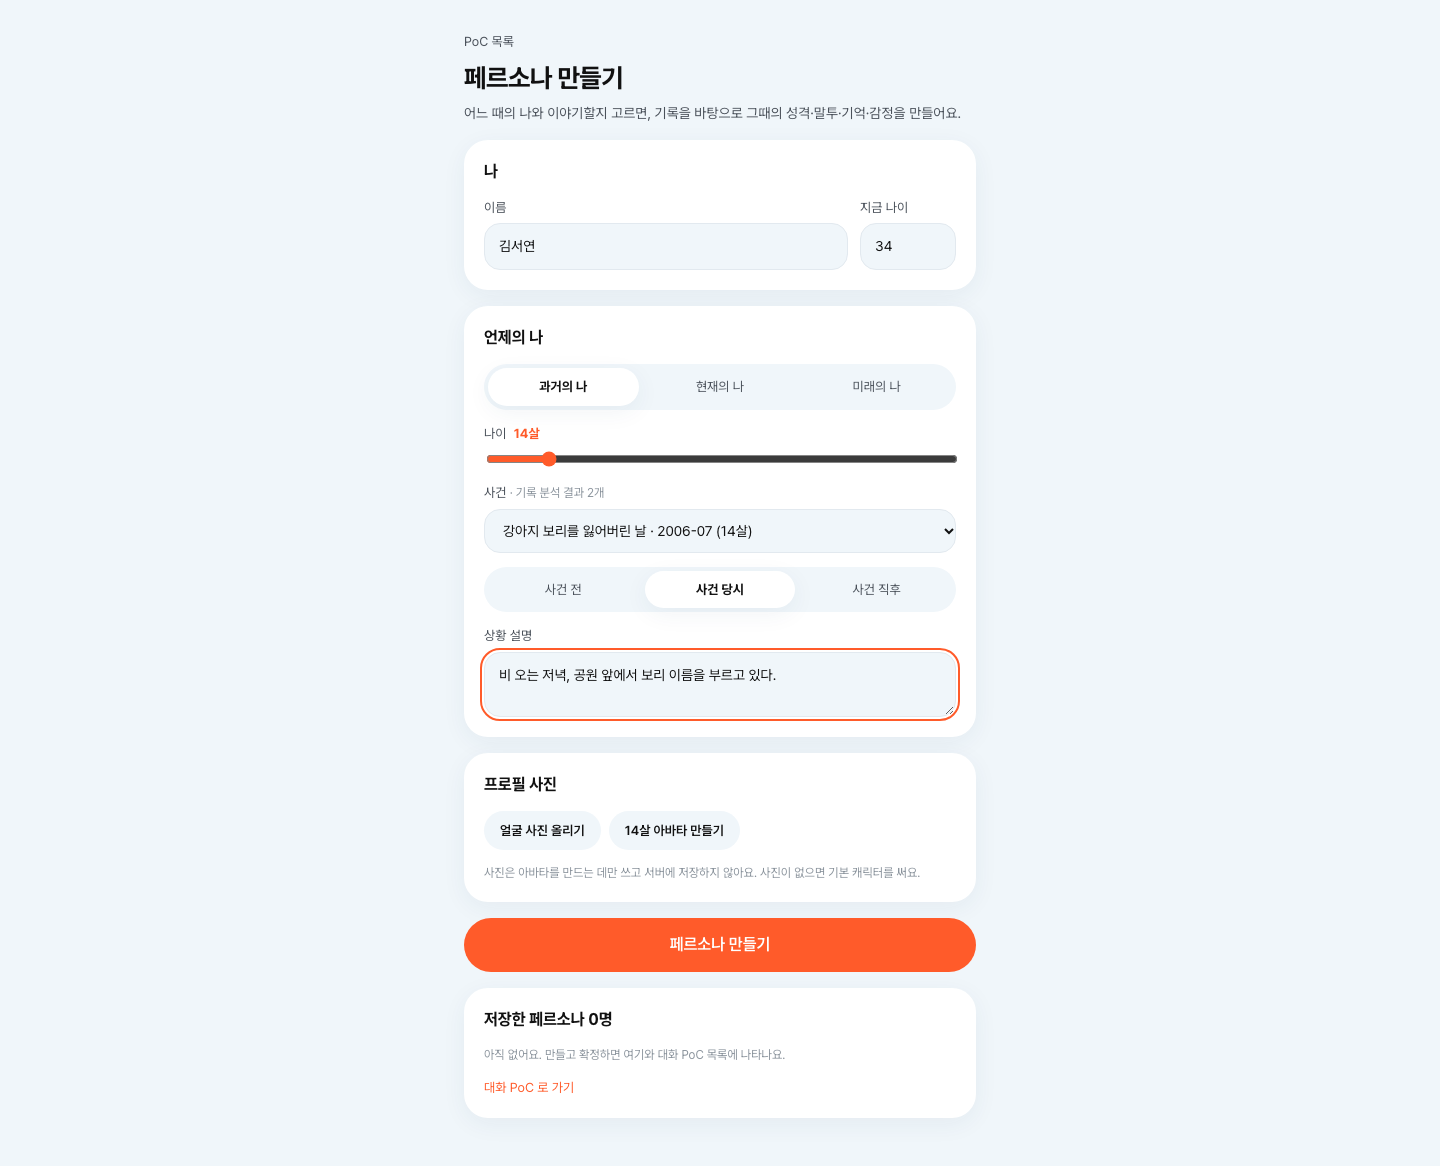 PoC 목록
페르소나 만들기
어느 때의 나와 이야기할지 고르면, 기록을 바탕으로 그때의 성격·말투·기억·감정을 만들어요.
나
이름
지금 나이
김서연
34
언제의 나
과거의 나
현재의 나
미래의 나
나이 14살
사건 · 기록 분석 결과 2개
강아지 보리를 잃어버린 날 · 2006-07 (14살)
사건 전
사건 당시
사건 직후
상황 설명
비 오는 저녁, 공원 앞에서 보리 이름을 부르고 있다.
프로필 사진
얼굴 사진 올리기
14살 아바타 만들기
사진은 아바타를 만드는 데만 쓰고 서버에 저장하지 않아요. 사진이 없으면 기본 캐릭터를 써요.
페르소나 만들기
저장한 페르소나 0명
아직 없어요. 만들고 확정하면 여기와 대화 PoC 목록에 나타나요.
대화 PoC 로 가기